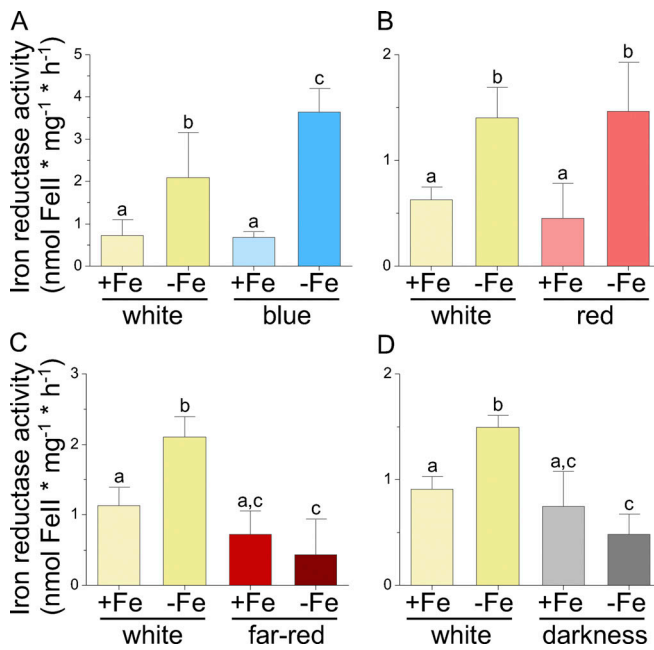 A
Iron reductase activity
(nmol FeII * mg⁻¹ * h⁻¹)
5
4
3
2
1
0
a
b
a
c
+Fe -Fe +Fe -Fe
white blue
B
2
1
0
a
b
a
b
+Fe -Fe +Fe -Fe
white red
C
Iron reductase activity
(nmol FeII * mg⁻¹ * h⁻¹)
3
2
1
0
a
b
a,c
c
+Fe -Fe +Fe -Fe
white far-red
D
2
1
0
a
b
a,c
c
+Fe -Fe +Fe -Fe
white darkness